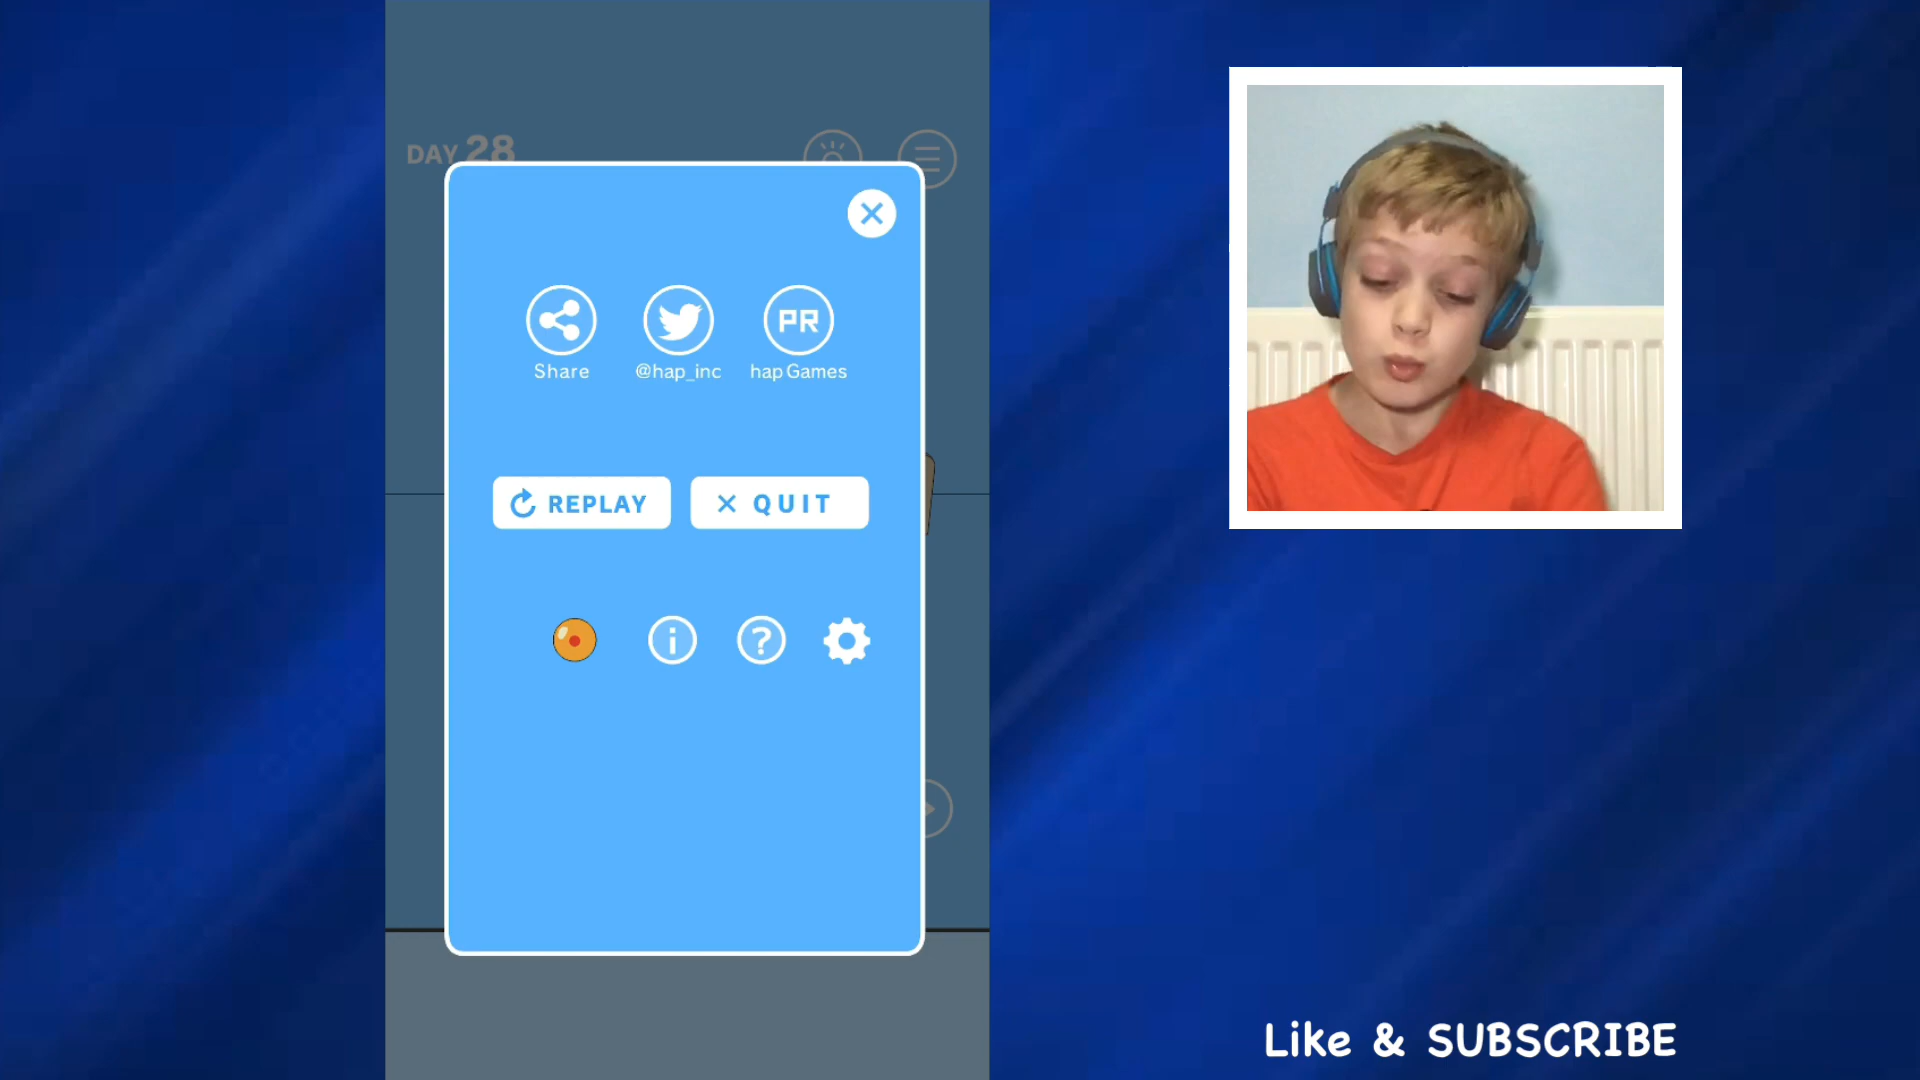 DAY 28
Share
@hap_inc
PR
hap Games
REPLAY
QUIT
i
?
Like & SUBSCRIBE